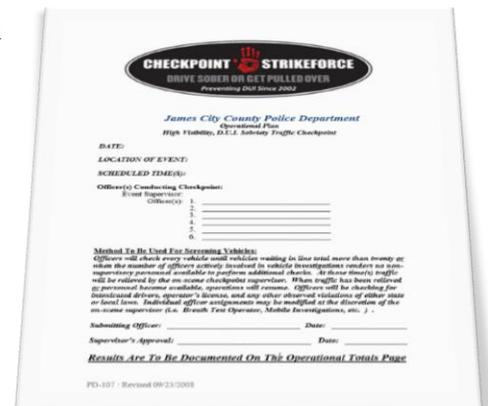 CHECKPOINT STRIKEFORCE
DRIVE SOBER OR GET PULLED OVER
Preventing DUI Since 2002
James City County Police Department
Operational Plan
High Visibility, D.U.I. Sobriety Traffic Checkpoint
DATE:
LOCATION OF EVENT:
SCHEDULED TIME(S):
Officer(s) Conducting Checkpoint:
Event Supervisor:
Officer(s): 1.
2.
3.
4.
5.
6.
Method To Be Used For Screening Vehicles:
Officers will check every vehicle until vehicles waiting in line total more than twenty or
when the number of officers actively involved in vehicle investigations renders no non-
supervisory personnel available to perform additional checks. At those time(s) traffic
will be relieved by the on-scene checkpoint supervisor. When traffic has been relieved
or personnel become available, operations will resume. Officers will be checking for
intoxicated drivers, operator's license, and any other observed violations of either state
or local laws. Individual officer assignments may be modified at the discretion of the
on-scene supervisor (i.e. Breath Test Operator, Mobile Investigations, etc. ) .
Submitting Officer: Date:
Supervisor's Approval: Date:
Results Are To Be Documented On The Operational Totals Page
PD-107 / Revised 09/23/2008